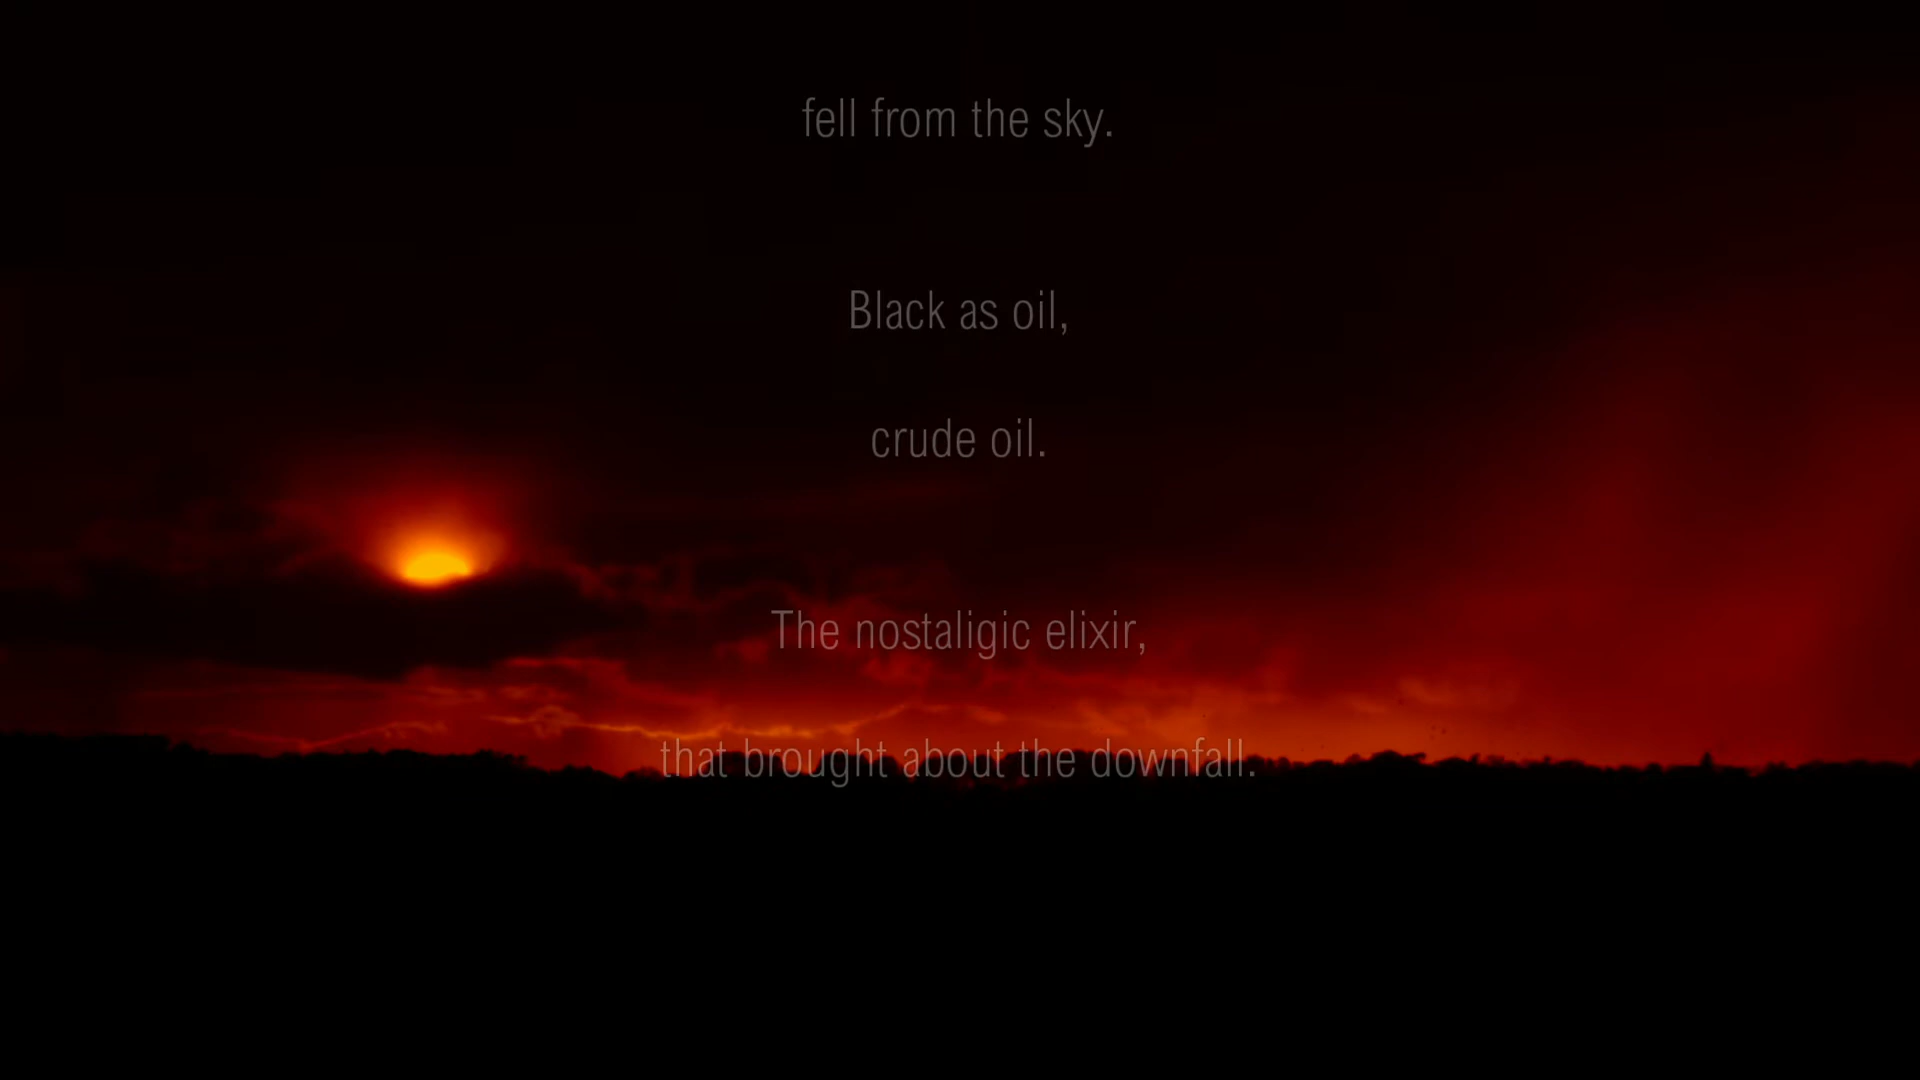 fell from the sky.
Black as oil,
crude oil.
The nostaligic elixir,
that brought about the downfall.